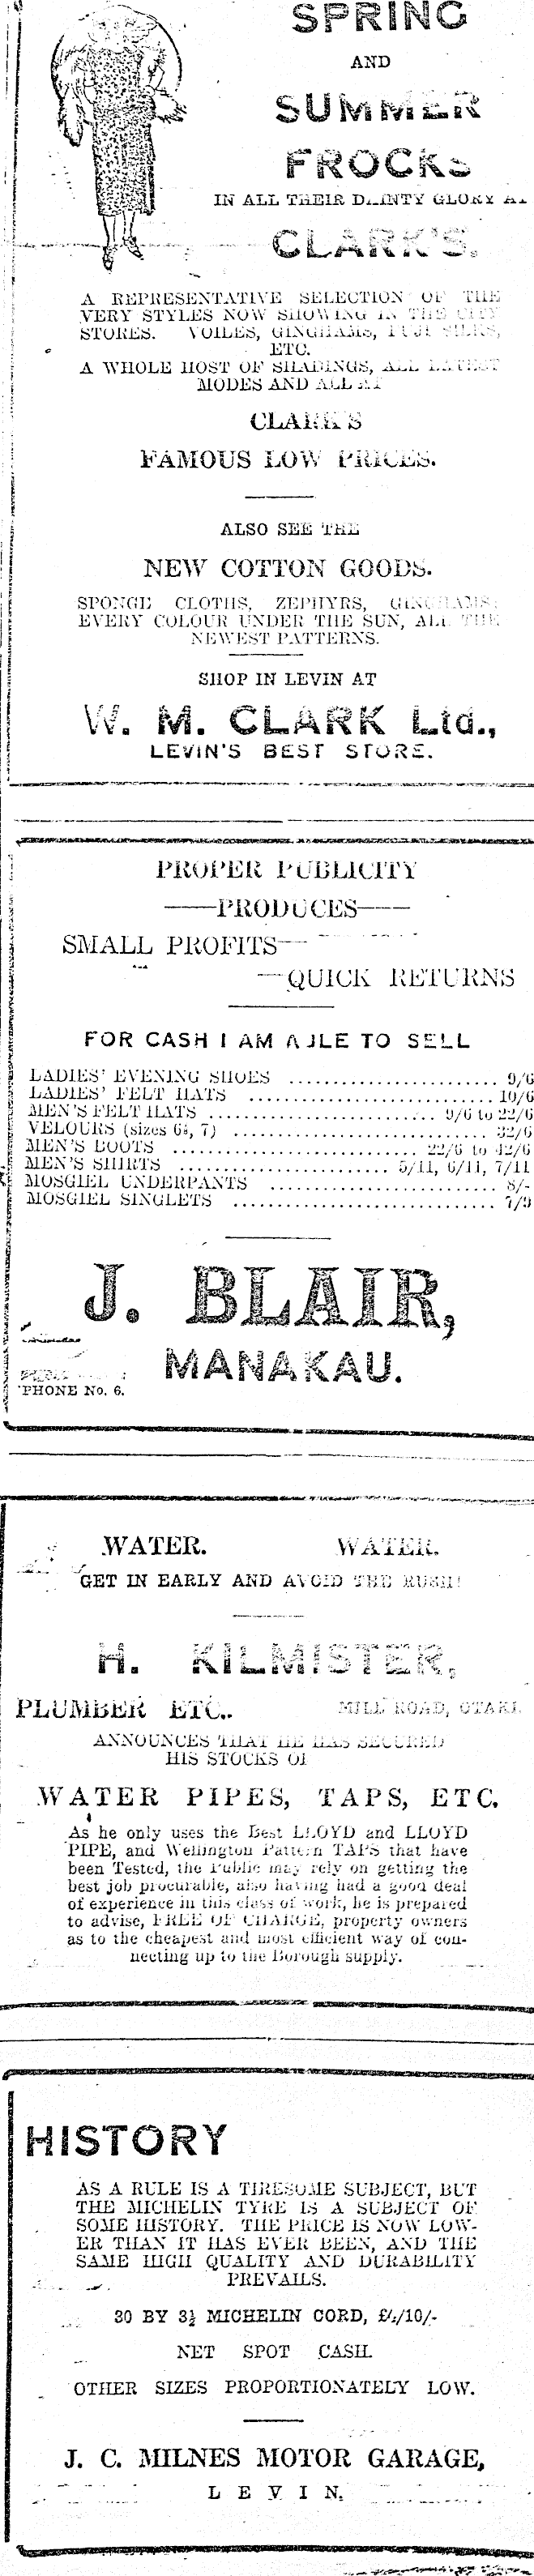 SPRING
AND
SUMMER
FROCKS
IN ALL THEIR DAINTY GLORY AT
CLARK'S.
A REPRESENTATIVE SELECTION OF THE
VERY STYLES NOW SHOWING IN THE CITY
STORES. VOILES, GINGHAMS, FUJI SILKS,
ETC.
A WHOLE HOST OF SHADINGS, ALL LATEST
MODES AND ALL AT
CLARK'S
FAMOUS LOW PRICES.
ALSO SEE THE
NEW COTTON GOODS.
SPONGE CLOTHS, ZEPHYRS, GINGHAMS,
EVERY COLOUR UNDER THE SUN, ALL THE
NEWEST PATTERNS.
SHOP IN LEVIN AT
W. M. CLARK Ltd.,
LEVIN'S BEST STORE.
PROPER PUBLICITY
——PRODUCES——
SMALL PROFITS—
—QUICK RETURNS
FOR CASH I AM ABLE TO SELL
LADIES' EVENING SHOES .......................... 9/6
LADIES' FELT HATS .............................. 10/6
MEN'S FELT HATS .......................... 9/6 to 22/6
VELOURS (sizes 6¾, 7) ............................. 32/6
MEN'S BOOTS .............................. 22/6 to 42/6
MEN'S SHIRTS ........................ 5/11, 6/11, 7/11
MOSGIEL UNDERPANTS ........................... 8/-
MOSGIEL SINGLETS ............................... 7/9
J. BLAIR,
MANAKAU.
'PHONE No. 6.
WATER. WATER.
GET IN EARLY AND AVOID THE RUSH!
H. KILMISTER,
PLUMBER ETC.. MILL ROAD, OTAKI.
ANNOUNCES THAT HE HAS SECURED
HIS STOCKS OF
WATER PIPES, TAPS, ETC.
As he only uses the Best LLOYD and LLOYD
PIPE, and Wellington Pattern TAPS that have
been Tested, the Public may rely on getting the
best job procurable, also having had a good deal
of experience in this class of work, he is prepared
to advise, FREE OF CHARGE, property owners
as to the cheapest and most efficient way of con-
necting up to the Borough supply.
HISTORY
AS A RULE IS A TIRESOME SUBJECT, BUT
THE MICHELIN TYRE IS A SUBJECT OF
SOME HISTORY. THE PRICE IS NOW LOW-
ER THAN IT HAS EVER BEEN, AND THE
SAME HIGH QUALITY AND DURABILITY
PREVAILS.
30 BY 3½ MICHELIN CORD, £4/10/-
NET SPOT CASH.
OTHER SIZES PROPORTIONATELY LOW.
J. C. MILNES MOTOR GARAGE,
LEVIN.